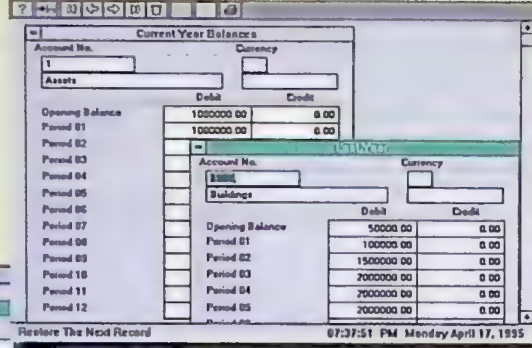 ?
Current Year Balances
Account No. Currency
1
Assets
Debit Credit
Opening Balance 1000000.00 0.00
Period 01 1000000.00 0.00
Period 02
Period 03
Period 04
Period 05
Period 06
Period 07
Period 08
Period 09
Period 10
Period 11
Period 12
Last Year
Account No. Currency
Buildings
Debit Credit
Opening Balance 50000.00 0.00
Period 01 100000.00 0.00
Period 02 1500000.00 0.00
Period 03 2000000.00 0.00
Period 04 2000000.00 0.00
Period 05 2000000.00 0.00
Restore The Next Record 07:37:51 PM Monday April 17, 1995